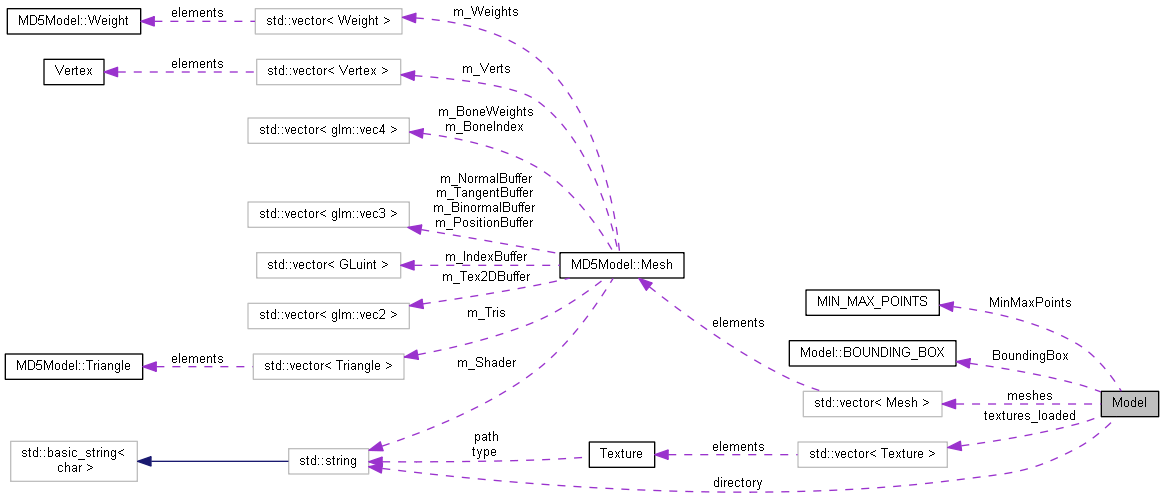 MD5Model::Weight
elements
std::vector< Weight >
m_Weights
Vertex
elements
std::vector< Vertex >
m_Verts
std::vector< glm::vec4 >
m_BoneWeights
m_BoneIndex
std::vector< glm::vec3 >
m_NormalBuffer
m_TangentBuffer
m_BinormalBuffer
m_PositionBuffer
std::vector< GLuint >
m_IndexBuffer
MD5Model::Mesh
std::vector< glm::vec2 >
m_Tex2DBuffer
m_Tris
MD5Model::Triangle
elements
std::vector< Triangle >
m_Shader
elements
MIN_MAX_POINTS
MinMaxPoints
Model::BOUNDING_BOX
BoundingBox
std::vector< Mesh >
meshes
Model
textures_loaded
std::basic_string<
char >
std::string
path
type
Texture
elements
std::vector< Texture >
directory